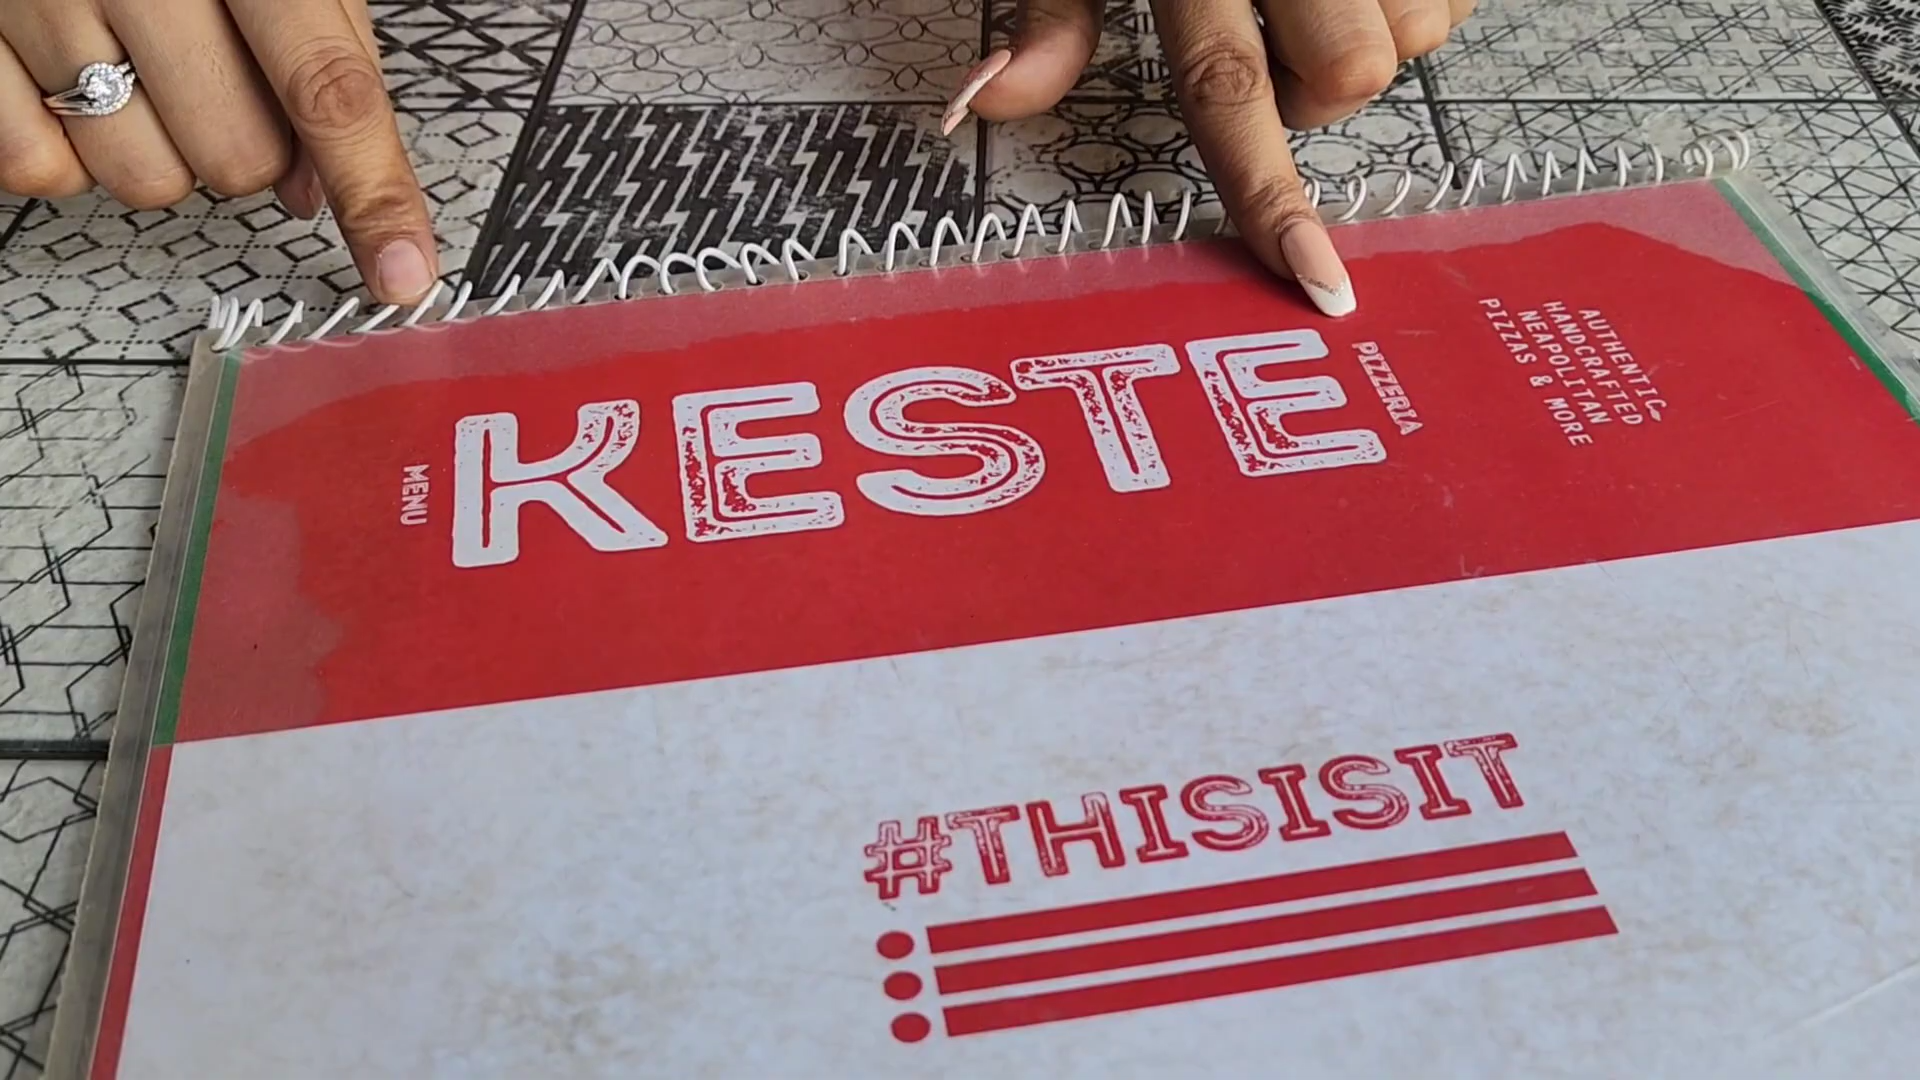 MENU
KESTE
PIZZERIA
AUTHENTIC
HANDCRAFTED
NEAPOLITAN
PIZZAS & MORE
#THISISIT